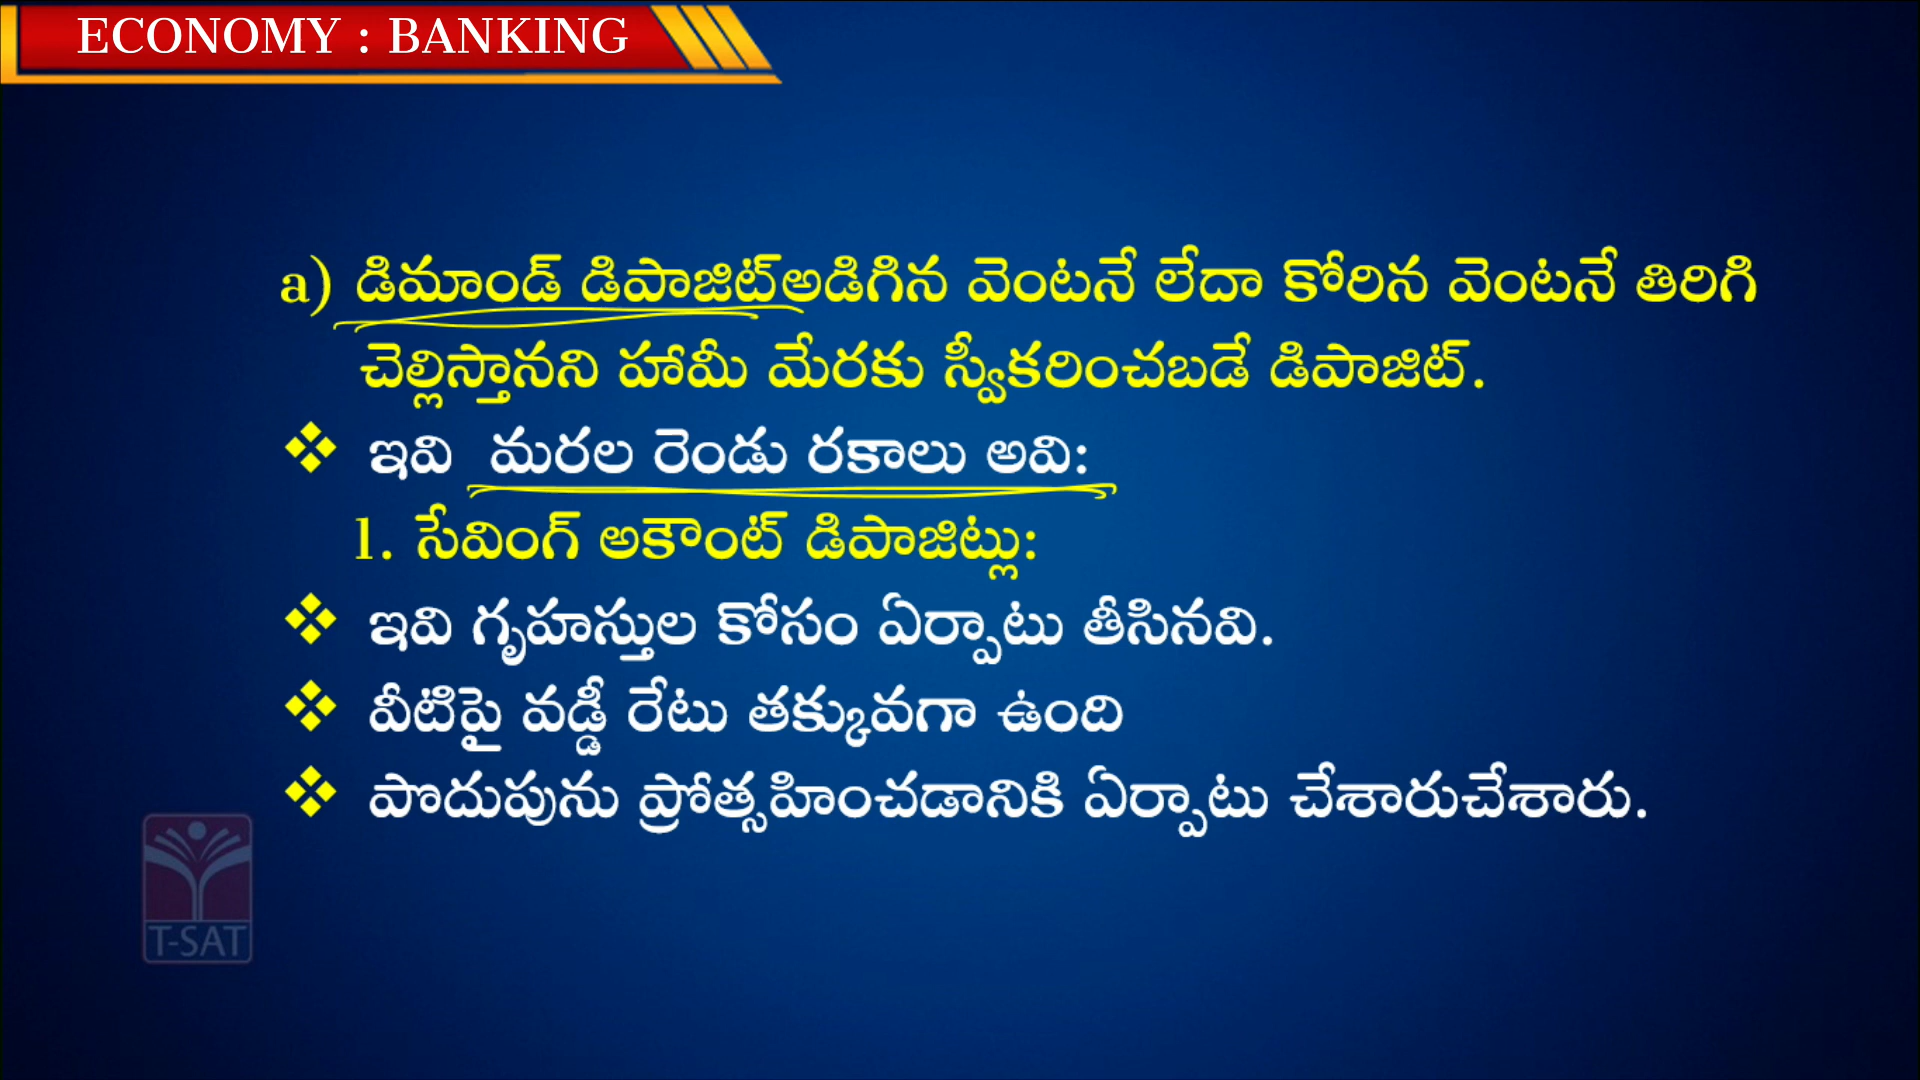 ECONOMY : BANKING
a) డిమాండ్ డిపాజిట్అడిగిన వెంటనే లేదా కోరిన వెంటనే తిరిగి
చెల్లిస్తానని హామీ మేరకు స్వీకరించబడే డిపాజిట్.
❖ ఇవి మరల రెండు రకాలు అవి:
1. సేవింగ్ అకౌంట్ డిపాజిట్లు:
❖ ఇవి గృహస్తుల కోసం ఏర్పాటు తీసినవి.
❖ వీటిపై వడ్డీ రేటు తక్కువగా ఉంది
❖ పొదుపును ప్రోత్సహించడానికి ఏర్పాటు చేశారుచేశారు.
T-SAT